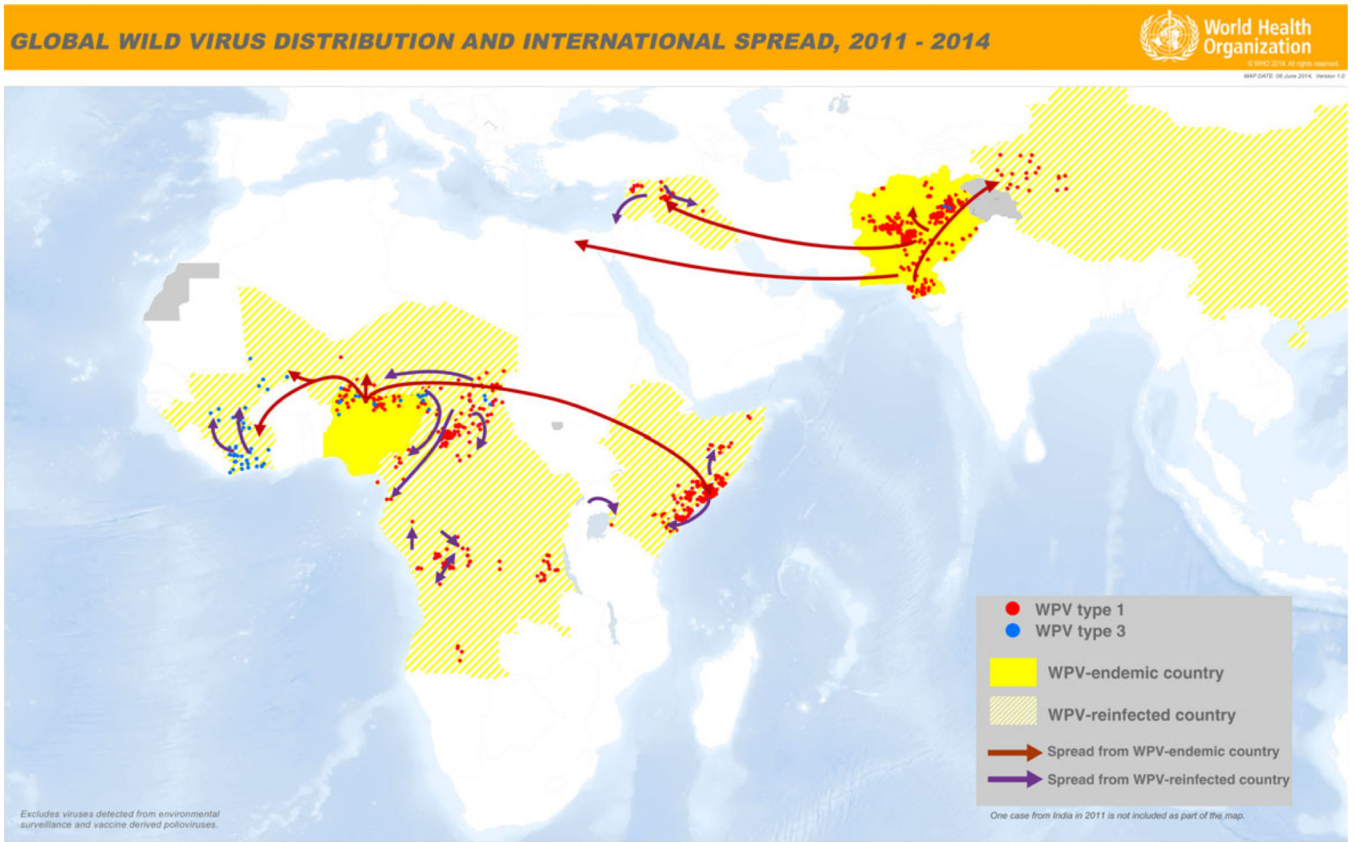 GLOBAL WILD VIRUS DISTRIBUTION AND INTERNATIONAL SPREAD, 2011 - 2014
World Health
Organization
© WHO 2014. All rights reserved.
MAP DATE: 06 June 2014, Version 1.0
WPV type 1
WPV type 3
WPV-endemic country
WPV-reinfected country
Spread from WPV-endemic country
Spread from WPV-reinfected country
Excludes viruses detected from environmental
surveillance and vaccine derived polioviruses.
One case from India in 2011 is not included as part of the map.